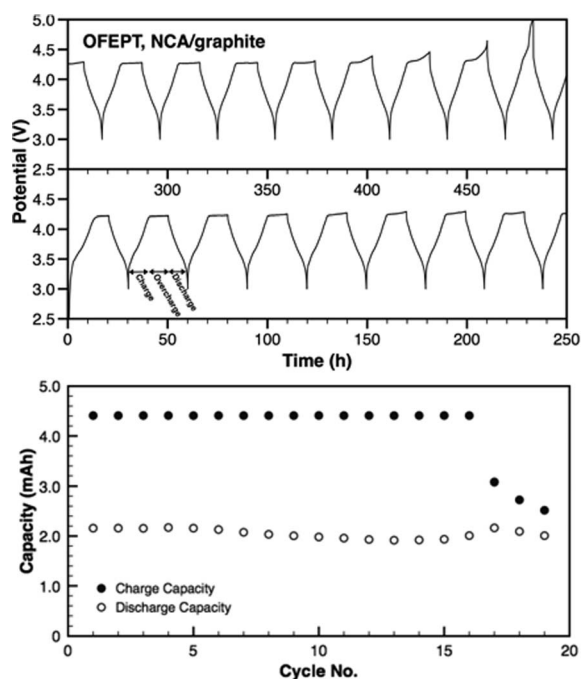 OFEPT, NCA/graphite
5.0
4.5
4.0
3.5
3.0
2.5
300 350 400 450
4.5
4.0
3.5
3.0
2.5
Charge
Overcharge
Discharge
0 50 100 150 200 250
Time (h)
Potential (V)
5.0
4.0
3.0
2.0
1.0
0
Charge Capacity
Discharge Capacity
0 5 10 15 20
Cycle No.
Capacity (mAh)